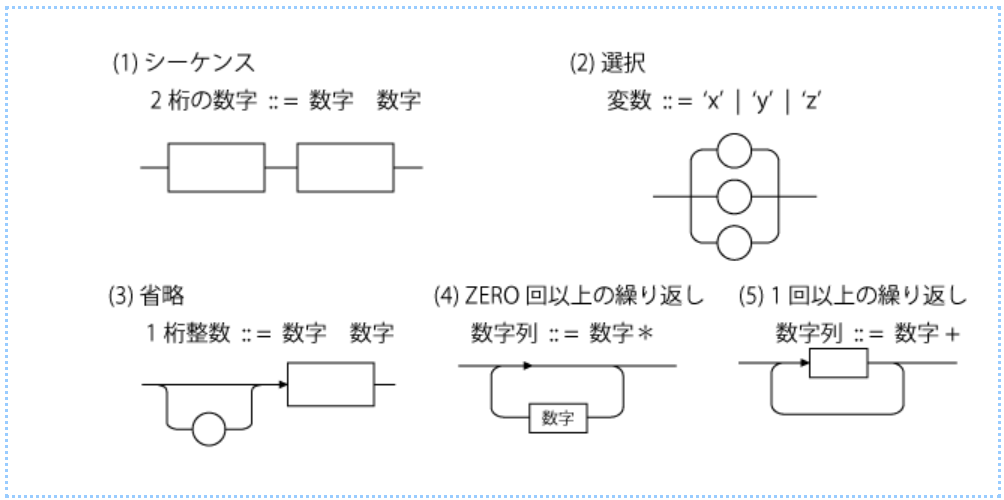 (1) シーケンス
2 桁の数字 ::= 数字　数字
(2) 選択
変数 ::= ‘x’ | ‘y’ | ‘z’
(3) 省略
1 桁整数 ::= 数字　数字
(4) ZERO 回以上の繰り返し
数字列 ::= 数字＊
数字
(5) 1 回以上の繰り返し
数字列 ::= 数字 +